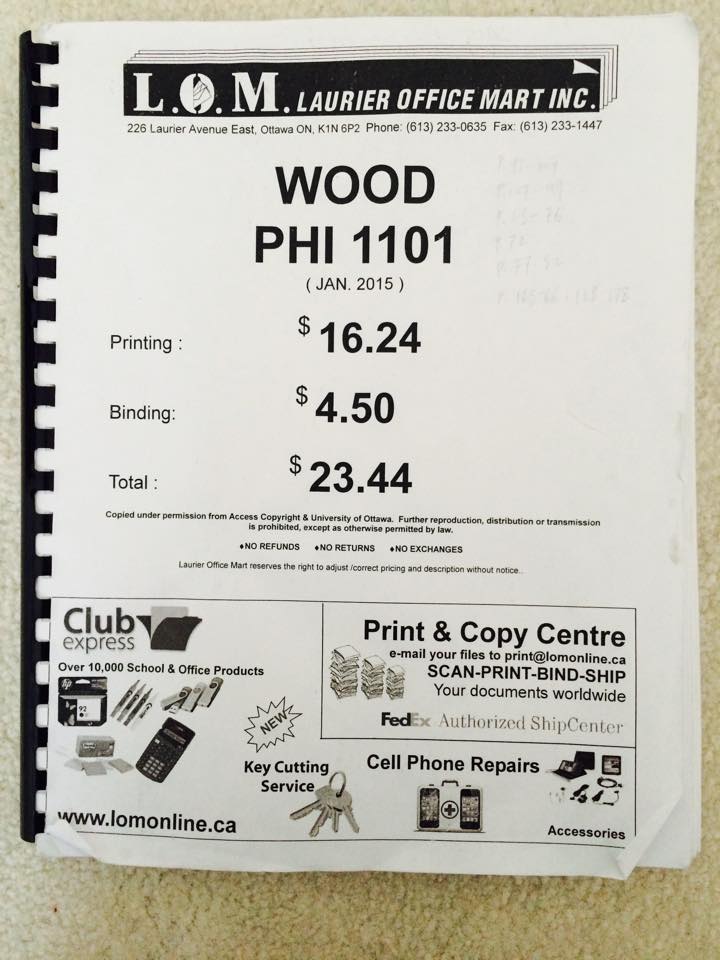 L.O.M. LAURIER OFFICE MART INC.
226 Laurier Avenue East, Ottawa ON, K1N 6P2 Phone: (613) 233-0635 Fax: (613) 233-1447
WOOD
PHI 1101
( JAN. 2015 )
Printing : $ 16.24
Binding: $ 4.50
Total : $ 23.44
Copied under permission from Access Copyright & University of Ottawa. Further reproduction, distribution or transmission
is prohibited, except as otherwise permitted by law.
♦NO REFUNDS ♦NO RETURNS ♦NO EXCHANGES
Laurier Office Mart reserves the right to adjust /correct pricing and description without notice..
Club
express
Over 10,000 School & Office Products
hp
92
NEW
Key Cutting
Service
www.lomonline.ca
Print & Copy Centre
e-mail your files to print@lomonline.ca
SCAN-PRINT-BIND-SHIP
Your documents worldwide
FedEx Authorized ShipCenter
Cell Phone Repairs
Accessories